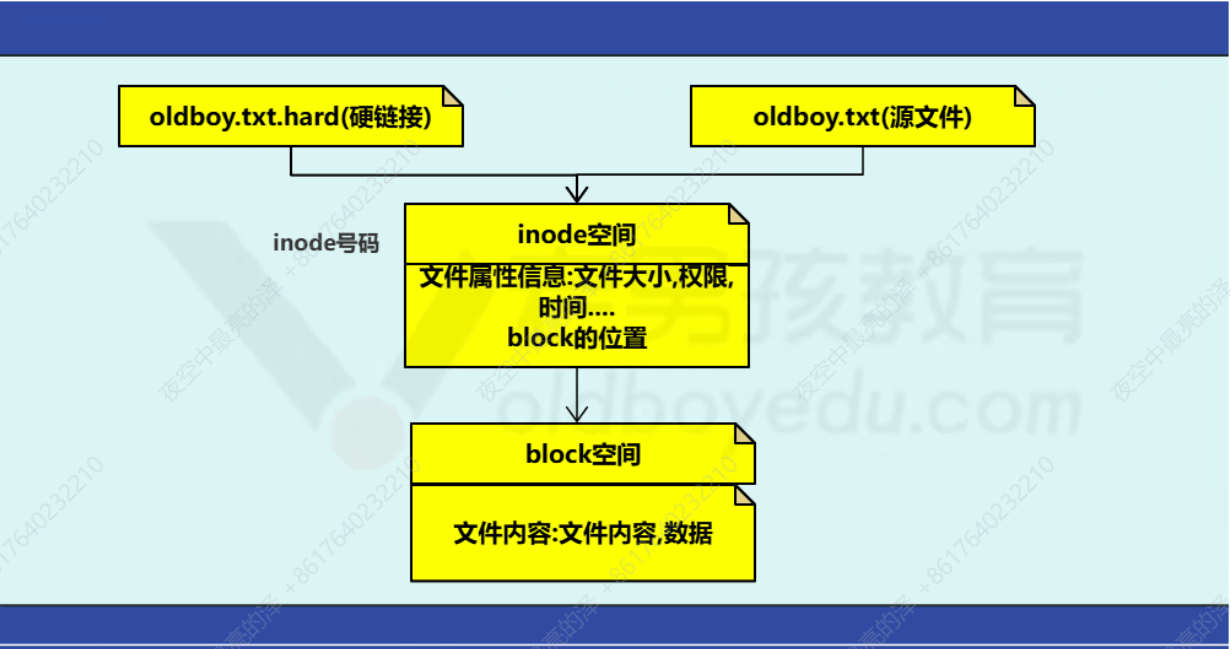 oldboy.txt.hard(硬链接)
oldboy.txt(源文件)
inode号码
inode空间
文件属性信息:文件大小,权限,
时间....
block的位置
block空间
文件内容:文件内容,数据
老男孩教育
oldboyedu.com
夜空中最亮的泽 +8617640232210